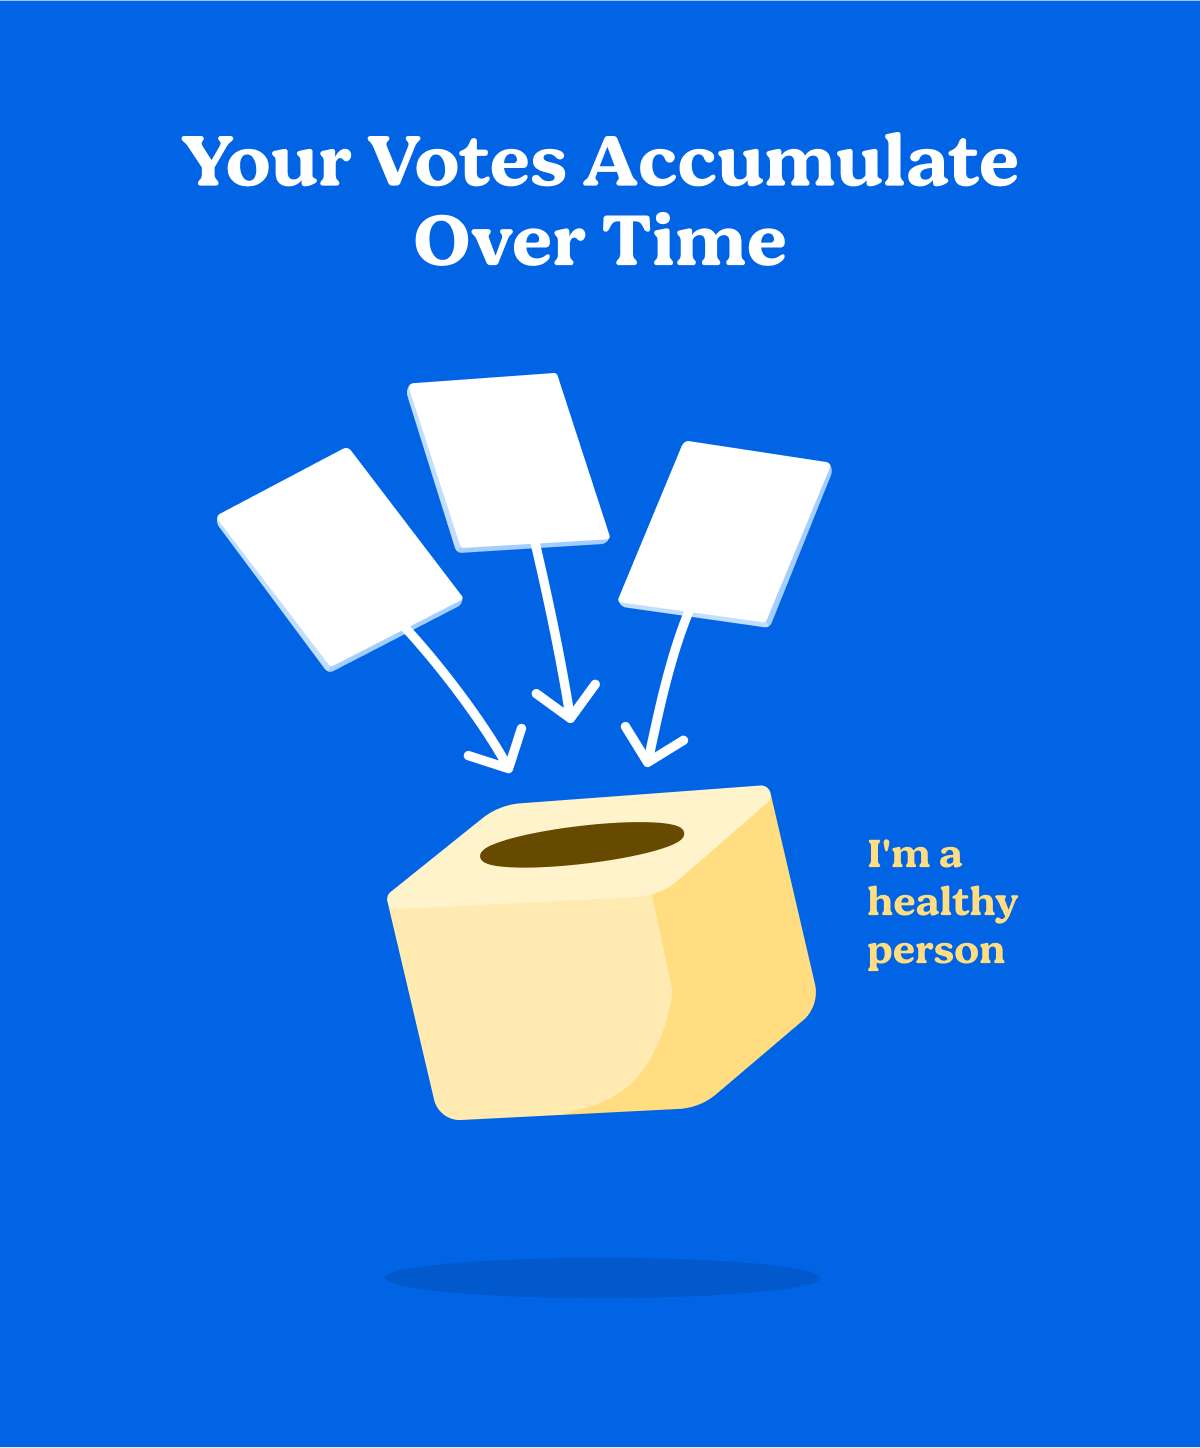 Your Votes Accumulate
Over Time
I'm a
healthy
person